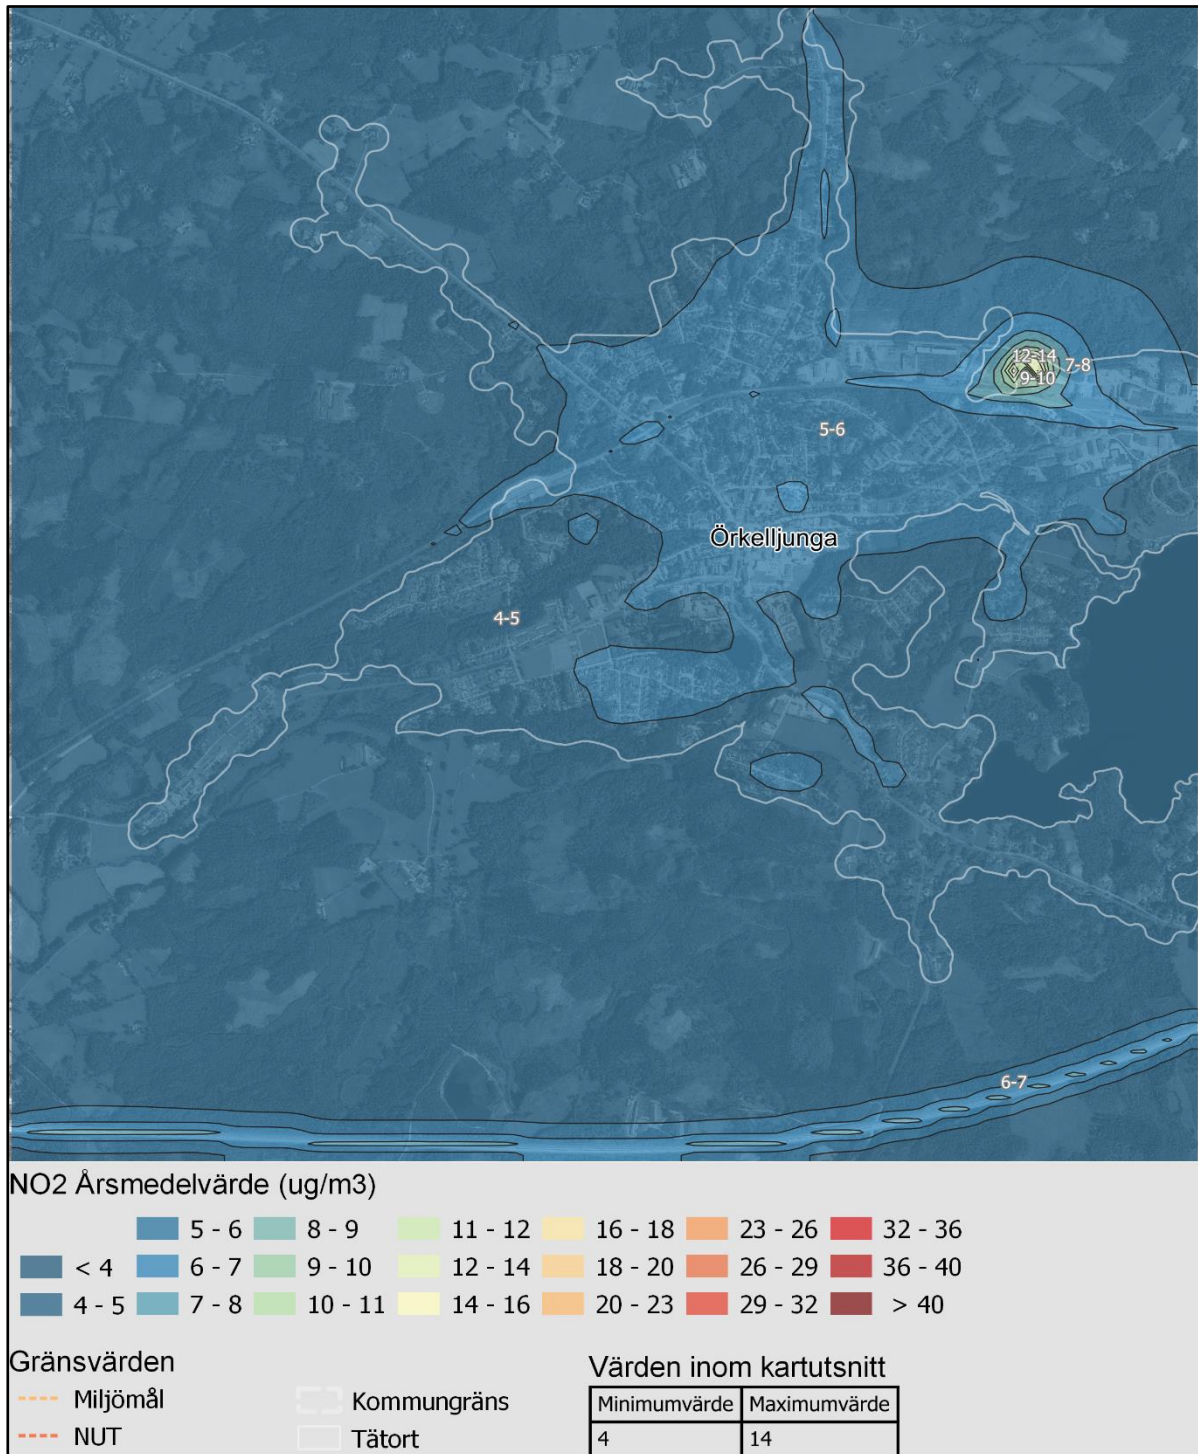 12-14
7-8
9-10
5-6
Örkelljunga
4-5
6-7
NO2 Årsmedelvärde (ug/m3)
5 - 6 8 - 9 11 - 12 16 - 18 23 - 26 32 - 36
< 4 6 - 7 9 - 10 12 - 14 18 - 20 26 - 29 36 - 40
4 - 5 7 - 8 10 - 11 14 - 16 20 - 23 29 - 32 > 40
Gränsvärden
Miljömål
NUT
Kommungräns
Tätort
Värden inom kartutsnitt
Minimumvärde Maximumvärde
4 14